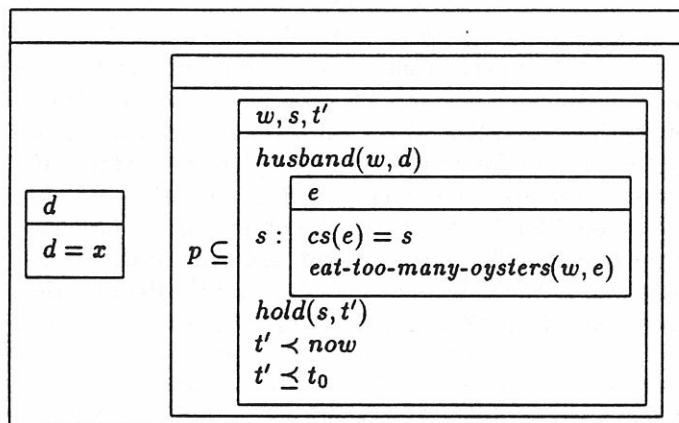 w, s, t′
husband(w, d)
d
e
d = x
p ⊆
s :
cs(e) = s
eat-too-many-oysters(w, e)
hold(s, t′)
t′ ≺ now
t′ ⪯ t₀